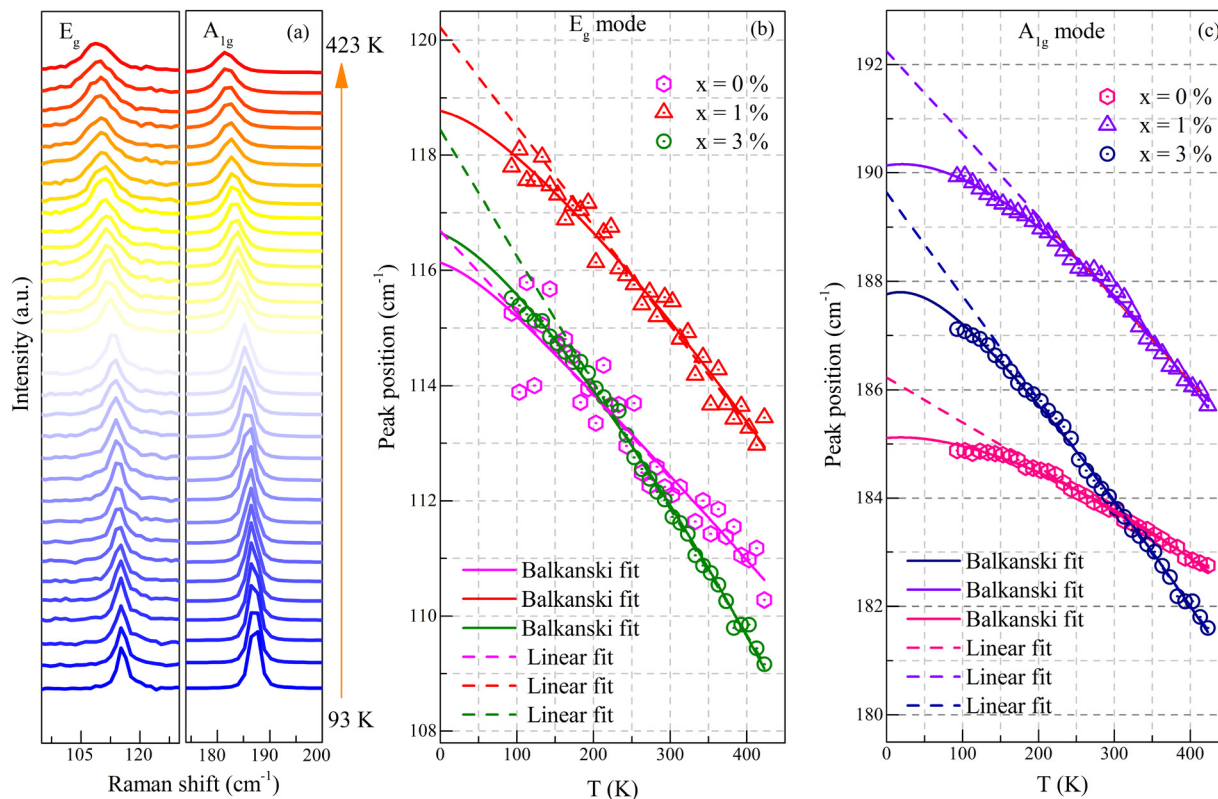 E_g
A_1g
(a)
423 K
93 K
Intensity (a.u.)
105
120
180
190
200
Raman shift (cm⁻¹)
E_g mode
(b)
x = 0 %
x = 1 %
x = 3 %
120
118
116
114
112
110
108
Peak position (cm⁻¹)
Balkanski fit
Balkanski fit
Balkanski fit
Linear fit
Linear fit
Linear fit
0
100
200
300
400
T (K)
A_1g mode
(c)
x = 0 %
x = 1 %
x = 3 %
192
190
188
186
184
182
180
Peak position (cm⁻¹)
Balkanski fit
Balkanski fit
Balkanski fit
Linear fit
Linear fit
Linear fit
0
100
200
300
400
T (K)